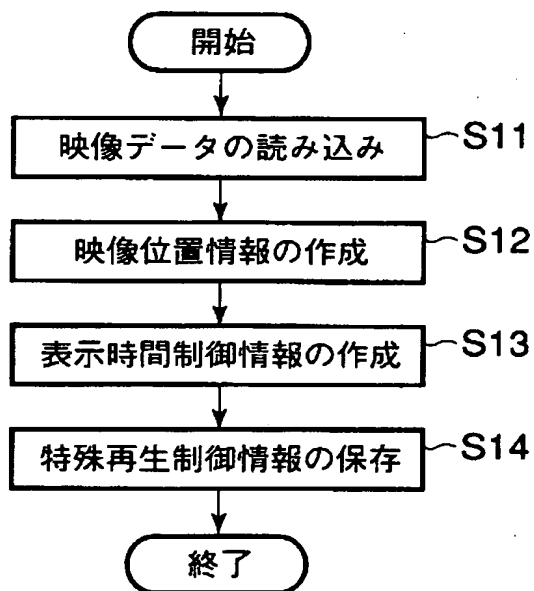 開始
映像データの読み込み S11
映像位置情報の作成 S12
表示時間制御情報の作成 S13
特殊再生制御情報の保存 S14
終了